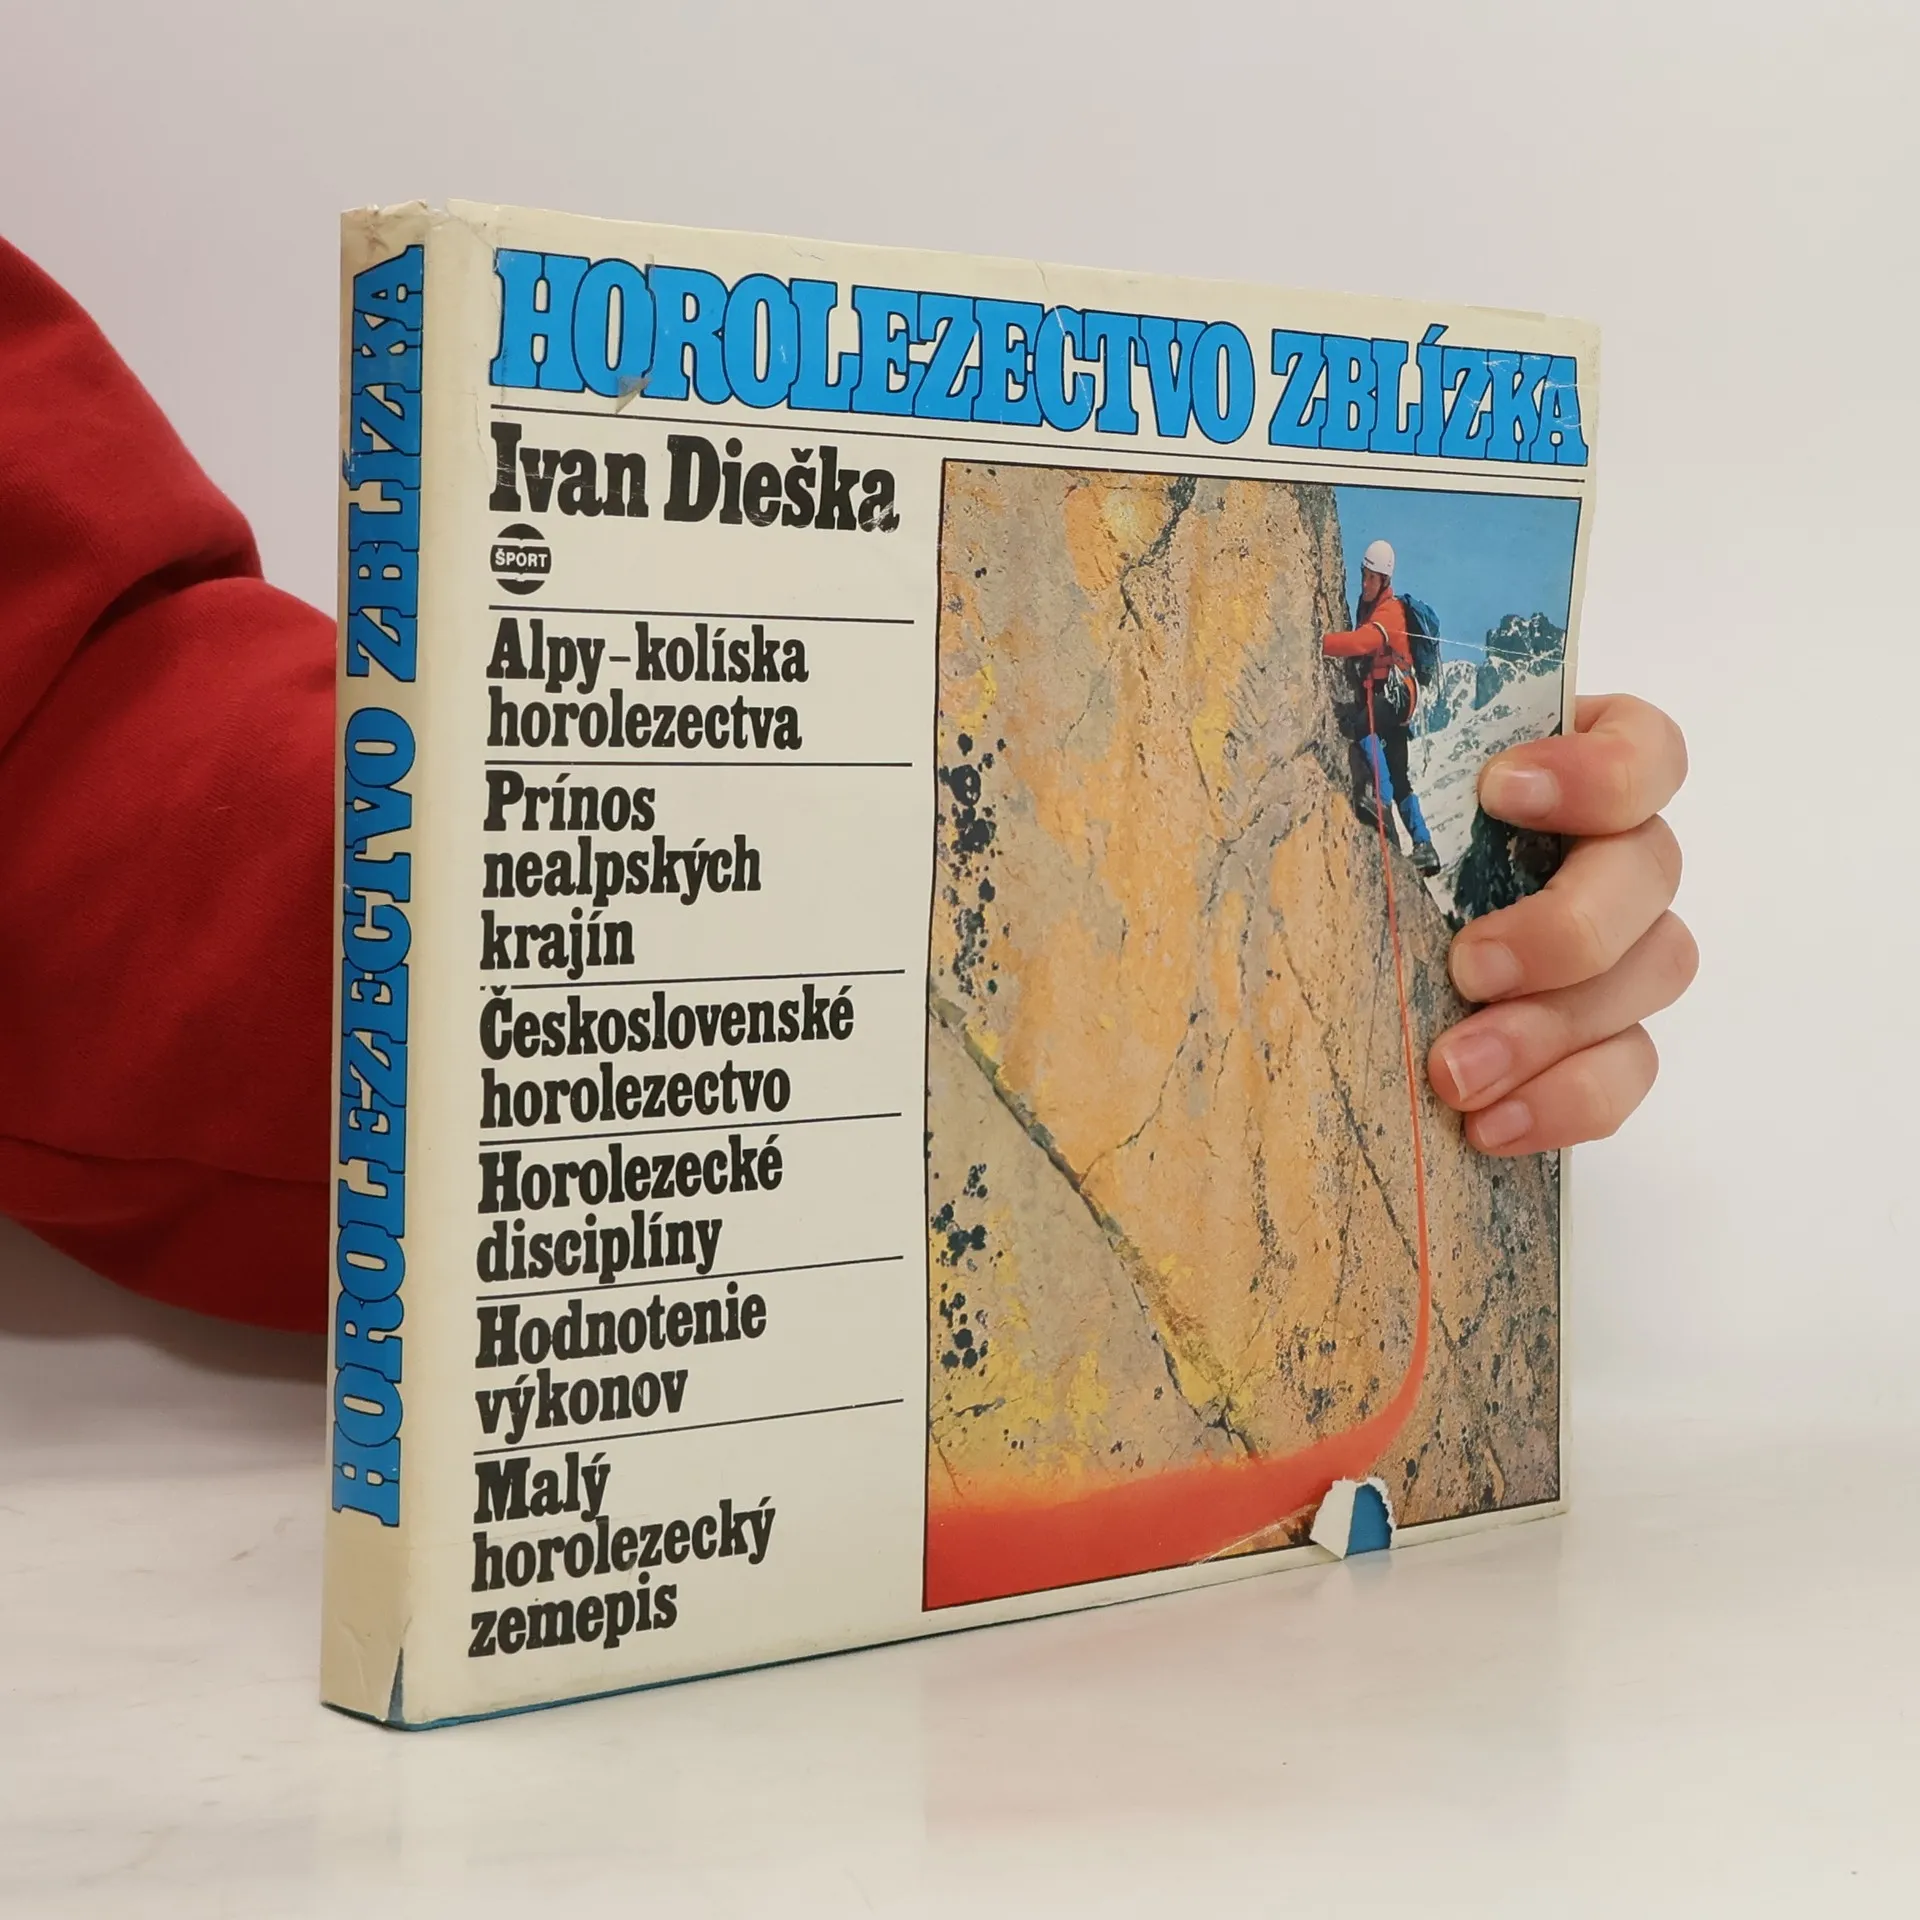 HOROLEZECTVO ZBLÍZKA
HOROLEZECTVO ZBLÍZKA
Ivan Dieška
ŠPORT
Alpy-kolíska
horolezectva
Prínos
nealpských
krajín
Československé
horolezectvo
Horolezecké
disciplíny
Hodnotenie
výkonov
Malý
horolezecký
zemepis